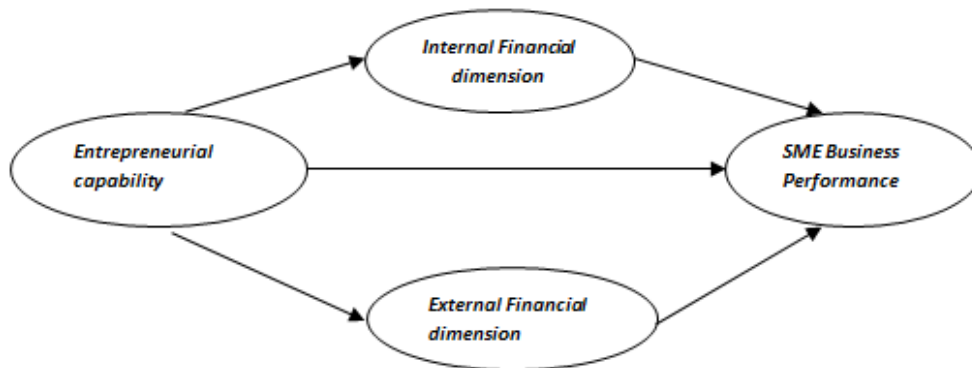 Internal Financial
dimension
Entrepreneurial
capability
SME Business
Performance
External Financial
dimension